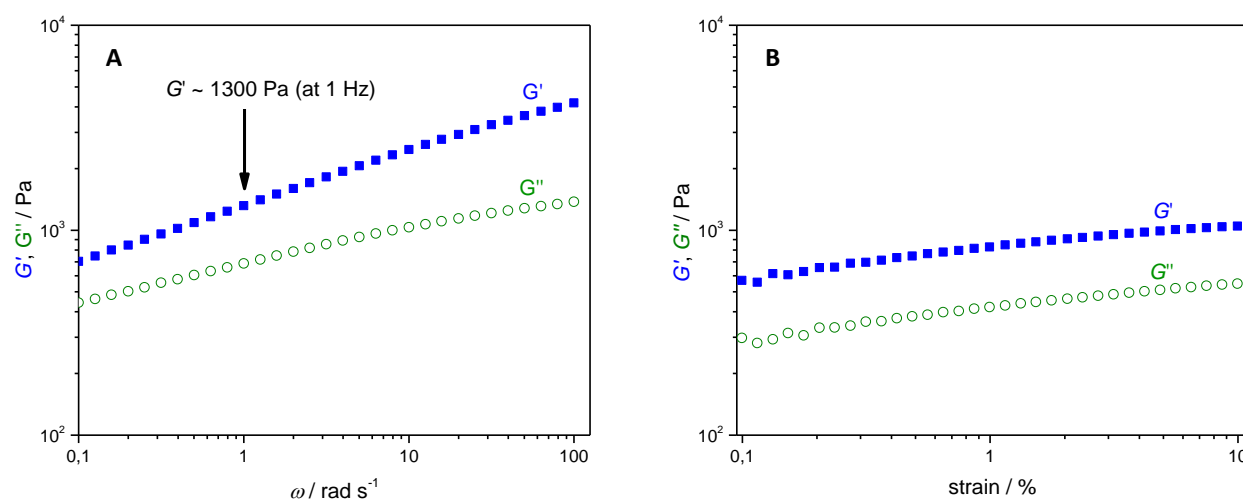 A
G' ~ 1300 Pa (at 1 Hz)
G'
G''
G', G'' / Pa
10⁴
10³
10²
0,1
1
10
100
ω / rad s⁻¹
B
G'
G''
G', G'' / Pa
10⁴
10³
10²
0,1
1
10
strain / %